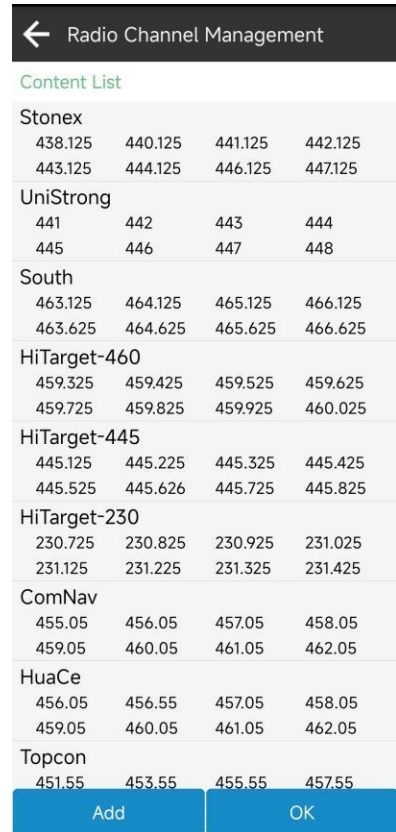 Radio Channel Management
Content List
Stonex
438.125 440.125 441.125 442.125
443.125 444.125 446.125 447.125
UniStrong
441 442 443 444
445 446 447 448
South
463.125 464.125 465.125 466.125
463.625 464.625 465.625 466.625
HiTarget-460
459.325 459.425 459.525 459.625
459.725 459.825 459.925 460.025
HiTarget-445
445.125 445.225 445.325 445.425
445.525 445.626 445.725 445.825
HiTarget-230
230.725 230.825 230.925 231.025
231.125 231.225 231.325 231.425
ComNav
455.05 456.05 457.05 458.05
459.05 460.05 461.05 462.05
HuaCe
456.05 456.55 457.05 458.05
459.05 460.05 461.05 462.05
Topcon
451.55 453.55 455.55 457.55
Add OK